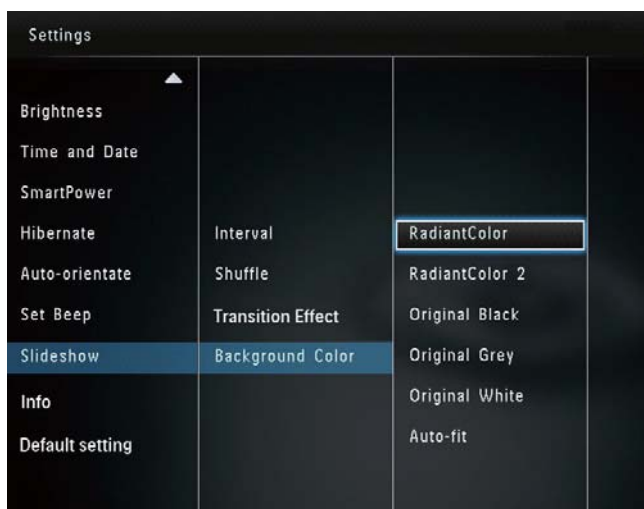 Settings
Brightness
Time and Date
SmartPower
Hibernate
Auto-orientate
Set Beep
Slideshow
Info
Default setting
Interval
Shuffle
Transition Effect
Background Color
RadiantColor
RadiantColor 2
Original Black
Original Grey
Original White
Auto-fit